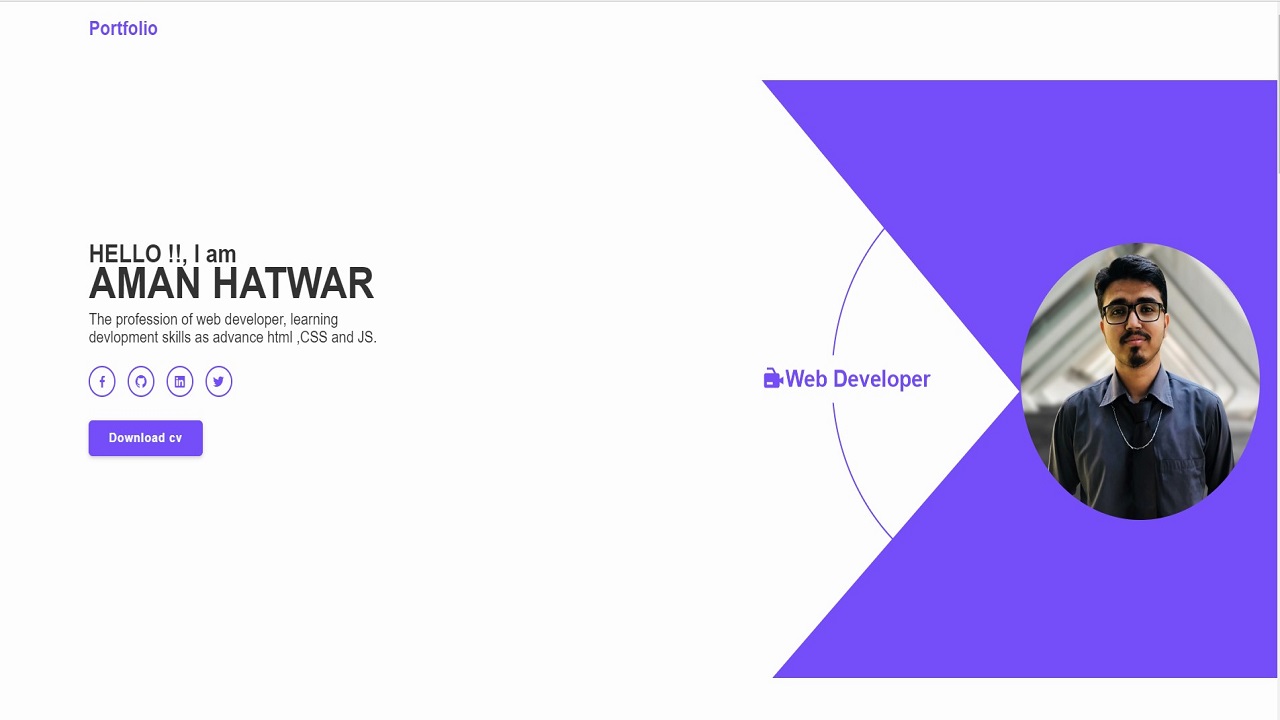 Portfolio
HELLO !!, I am
AMAN HATWAR
The profession of web developer, learning
devlopment skills as advance html ,CSS and JS.
Download cv
Web Developer